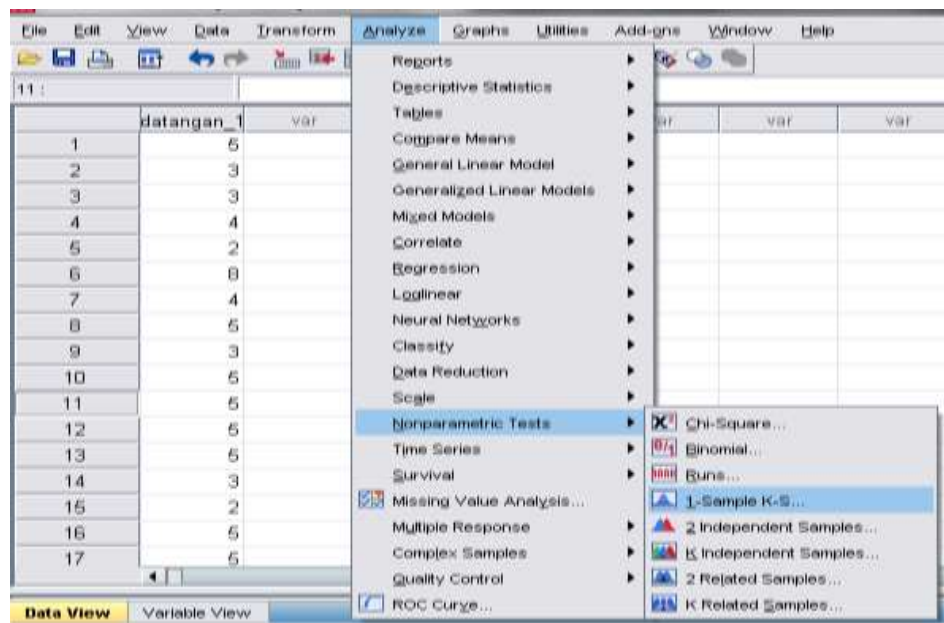 File Edit View Data Transform Analyze Graphs Utilities Add-ons Window Help
11 :
datangan_1 var var var
1 5
2 3
3 3
4 4
5 2
6 8
7 4
8 5
9 3
10 5
11 5
12 5
13 5
14 3
15 2
16 5
17 5
Data View Variable View
Reports
Descriptive Statistics
Tables
Compare Means
General Linear Model
Generalized Linear Models
Mixed Models
Correlate
Regression
Loglinear
Neural Networks
Classify
Data Reduction
Scale
Nonparametric Tests
Time Series
Survival
Missing Value Analysis...
Multiple Response
Complex Samples
Quality Control
ROC Curve...
Chi-Square...
Binomial...
Runs...
1-Sample K-S...
2 Independent Samples...
K Independent Samples...
2 Related Samples...
K Related Samples...